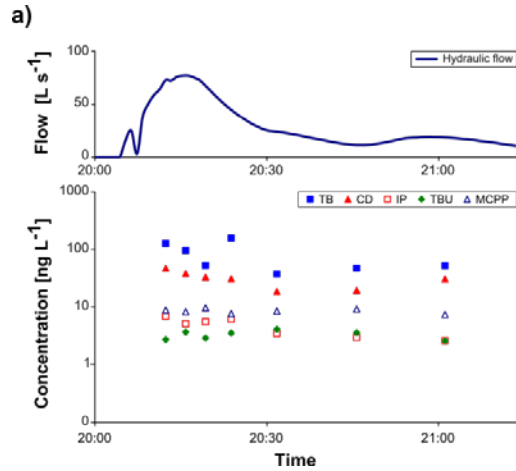 a)
Flow [L s⁻¹]
100
50
0
Hydraulic flow
20:00 20:30 21:00
Concentration [ng L⁻¹]
1000
100
10
1
0
TB CD IP TBU MCPP
20:00 20:30 21:00
Time